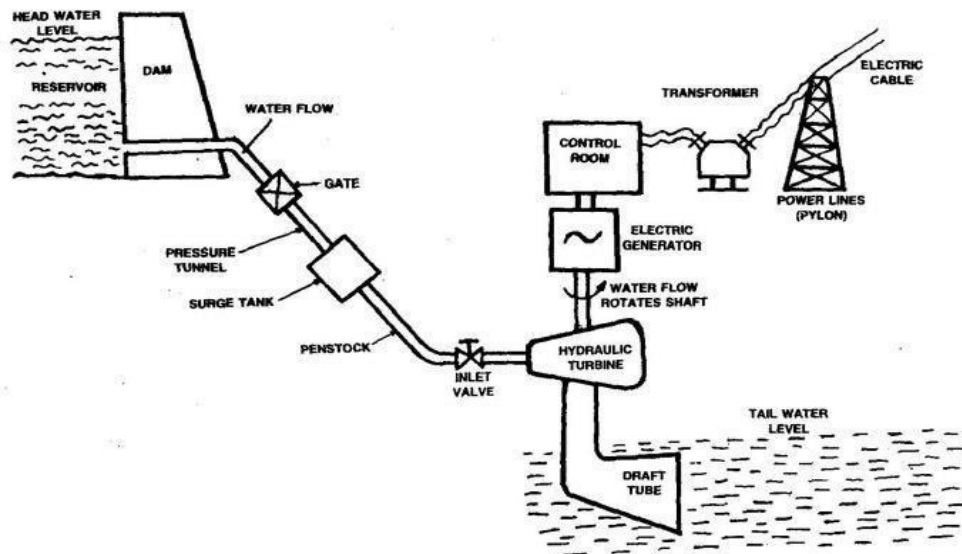 HEAD WATER
LEVEL
DAM
RESERVOIR
WATER FLOW
GATE
PRESSURE
TUNNEL
SURGE TANK
PENSTOCK
INLET
VALVE
HYDRAULIC
TURBINE
WATER FLOW
ROTATES SHAFT
ELECTRIC
GENERATOR
CONTROL
ROOM
TRANSFORMER
ELECTRIC
CABLE
POWER LINES
(PYLON)
TAIL WATER
LEVEL
DRAFT
TUBE